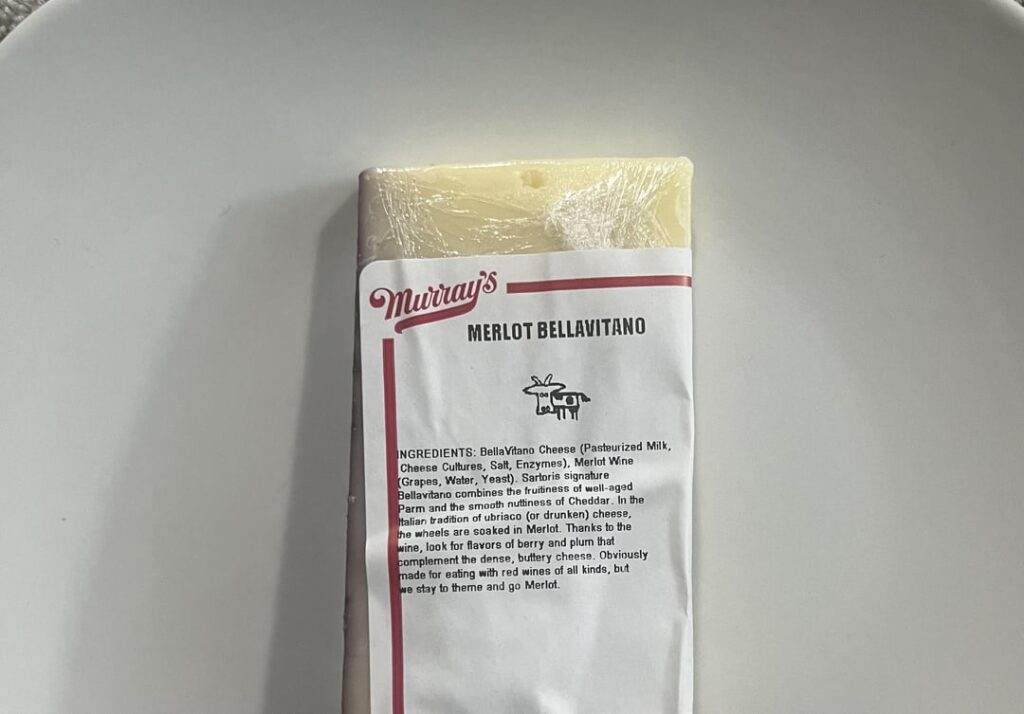 Murray's
MERLOT BELLAVITANO
INGREDIENTS: BellaVitano Cheese (Pasteurized Milk,
Cheese Cultures, Salt, Enzymes), Merlot Wine
(Grapes, Water, Yeast). Sartoris signature
Bellavitano combines the fruitiness of well-aged
Parm and the smooth nuttiness of Cheddar. In the
Italian tradition of ubriaco (or drunken) cheese,
the wheels are soaked in Merlot. Thanks to the
wine, look for flavors of berry and plum that
complement the dense, buttery cheese. Obviously
made for eating with red wines of all kinds, but
we stay to theme and go Merlot.